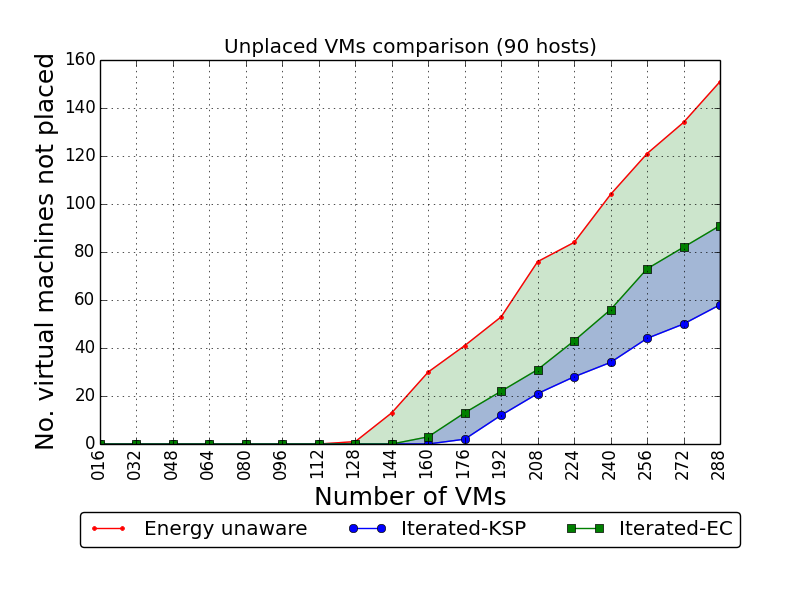 Unplaced VMs comparison (90 hosts)
No. virtual machines not placed
160
140
120
100
80
60
40
20
0
016 032 048 064 080 096 112 128 144 160 176 192 208 224 240 256 272 288
Number of VMs
Energy unaware Iterated-KSP Iterated-EC